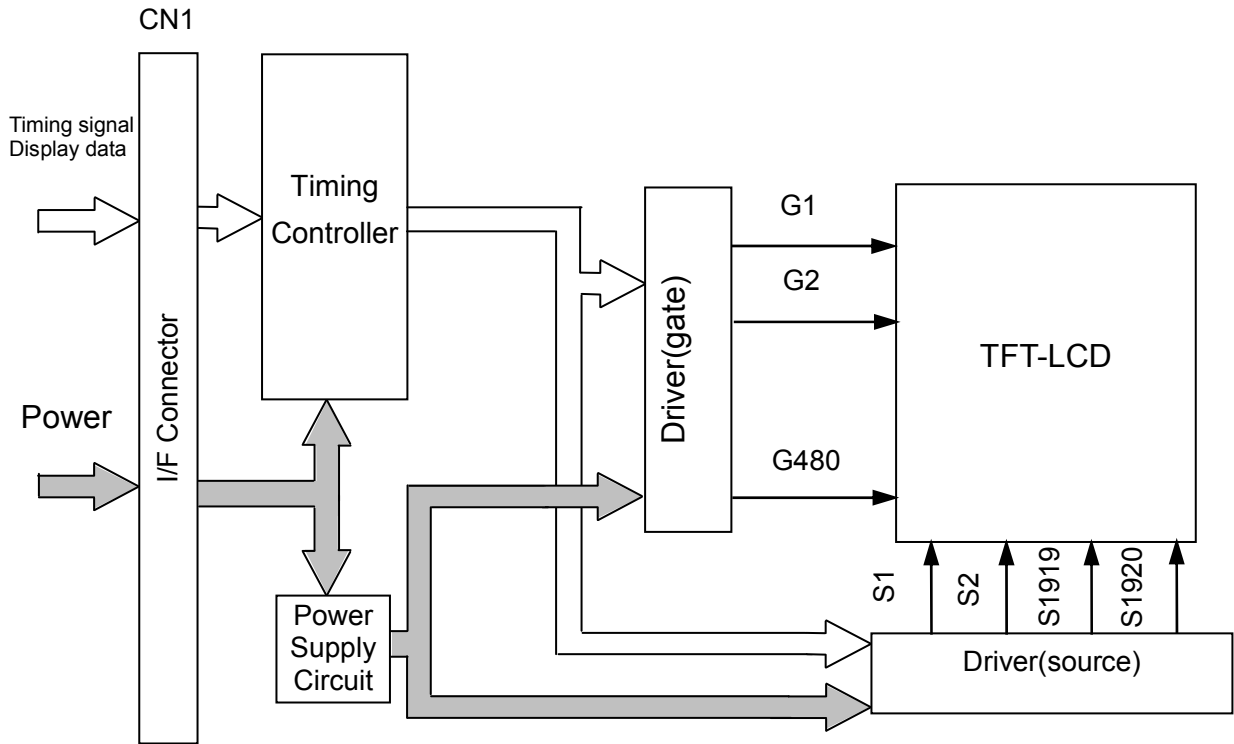 CN1
Timing signal
Display data
Power
I/F Connector
Timing
Controller
Power
Supply
Circuit
Driver(gate)
G1
G2
G480
TFT-LCD
S1
S2
S1919
S1920
Driver(source)